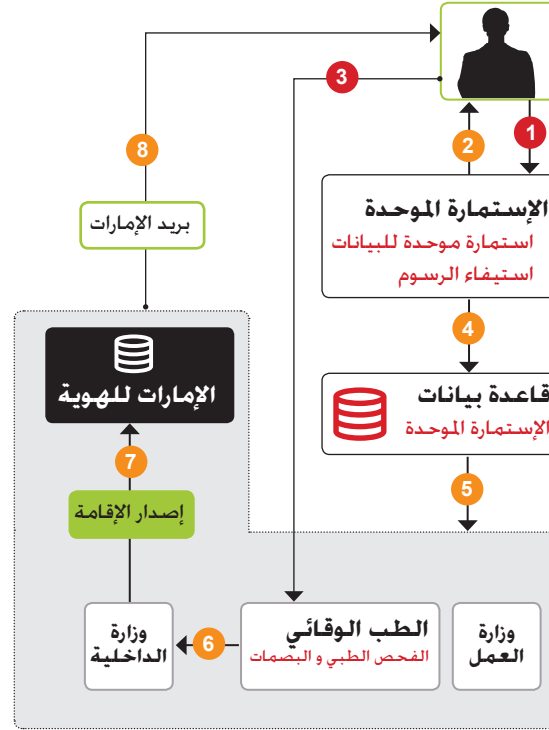 3
1
2
8
الإستمارة الموحدة
استمارة موحدة للبيانات
استيفاء الرسوم
بريد الإمارات
4
الإمارات للهوية
قاعدة بيانات
الإستمارة الموحدة
7
5
إصدار الإقامة
وزارة
العمل
الطب الوقائي
الفحص الطبي و البصمات
6
وزارة
الداخلية